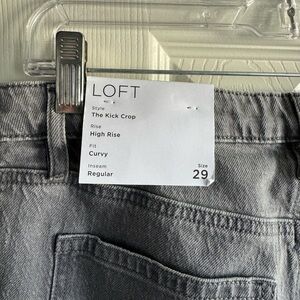 LOFT
Style
The Kick Crop
Rise
High Rise
Fit
Curvy
Inseam
Regular
Size
29